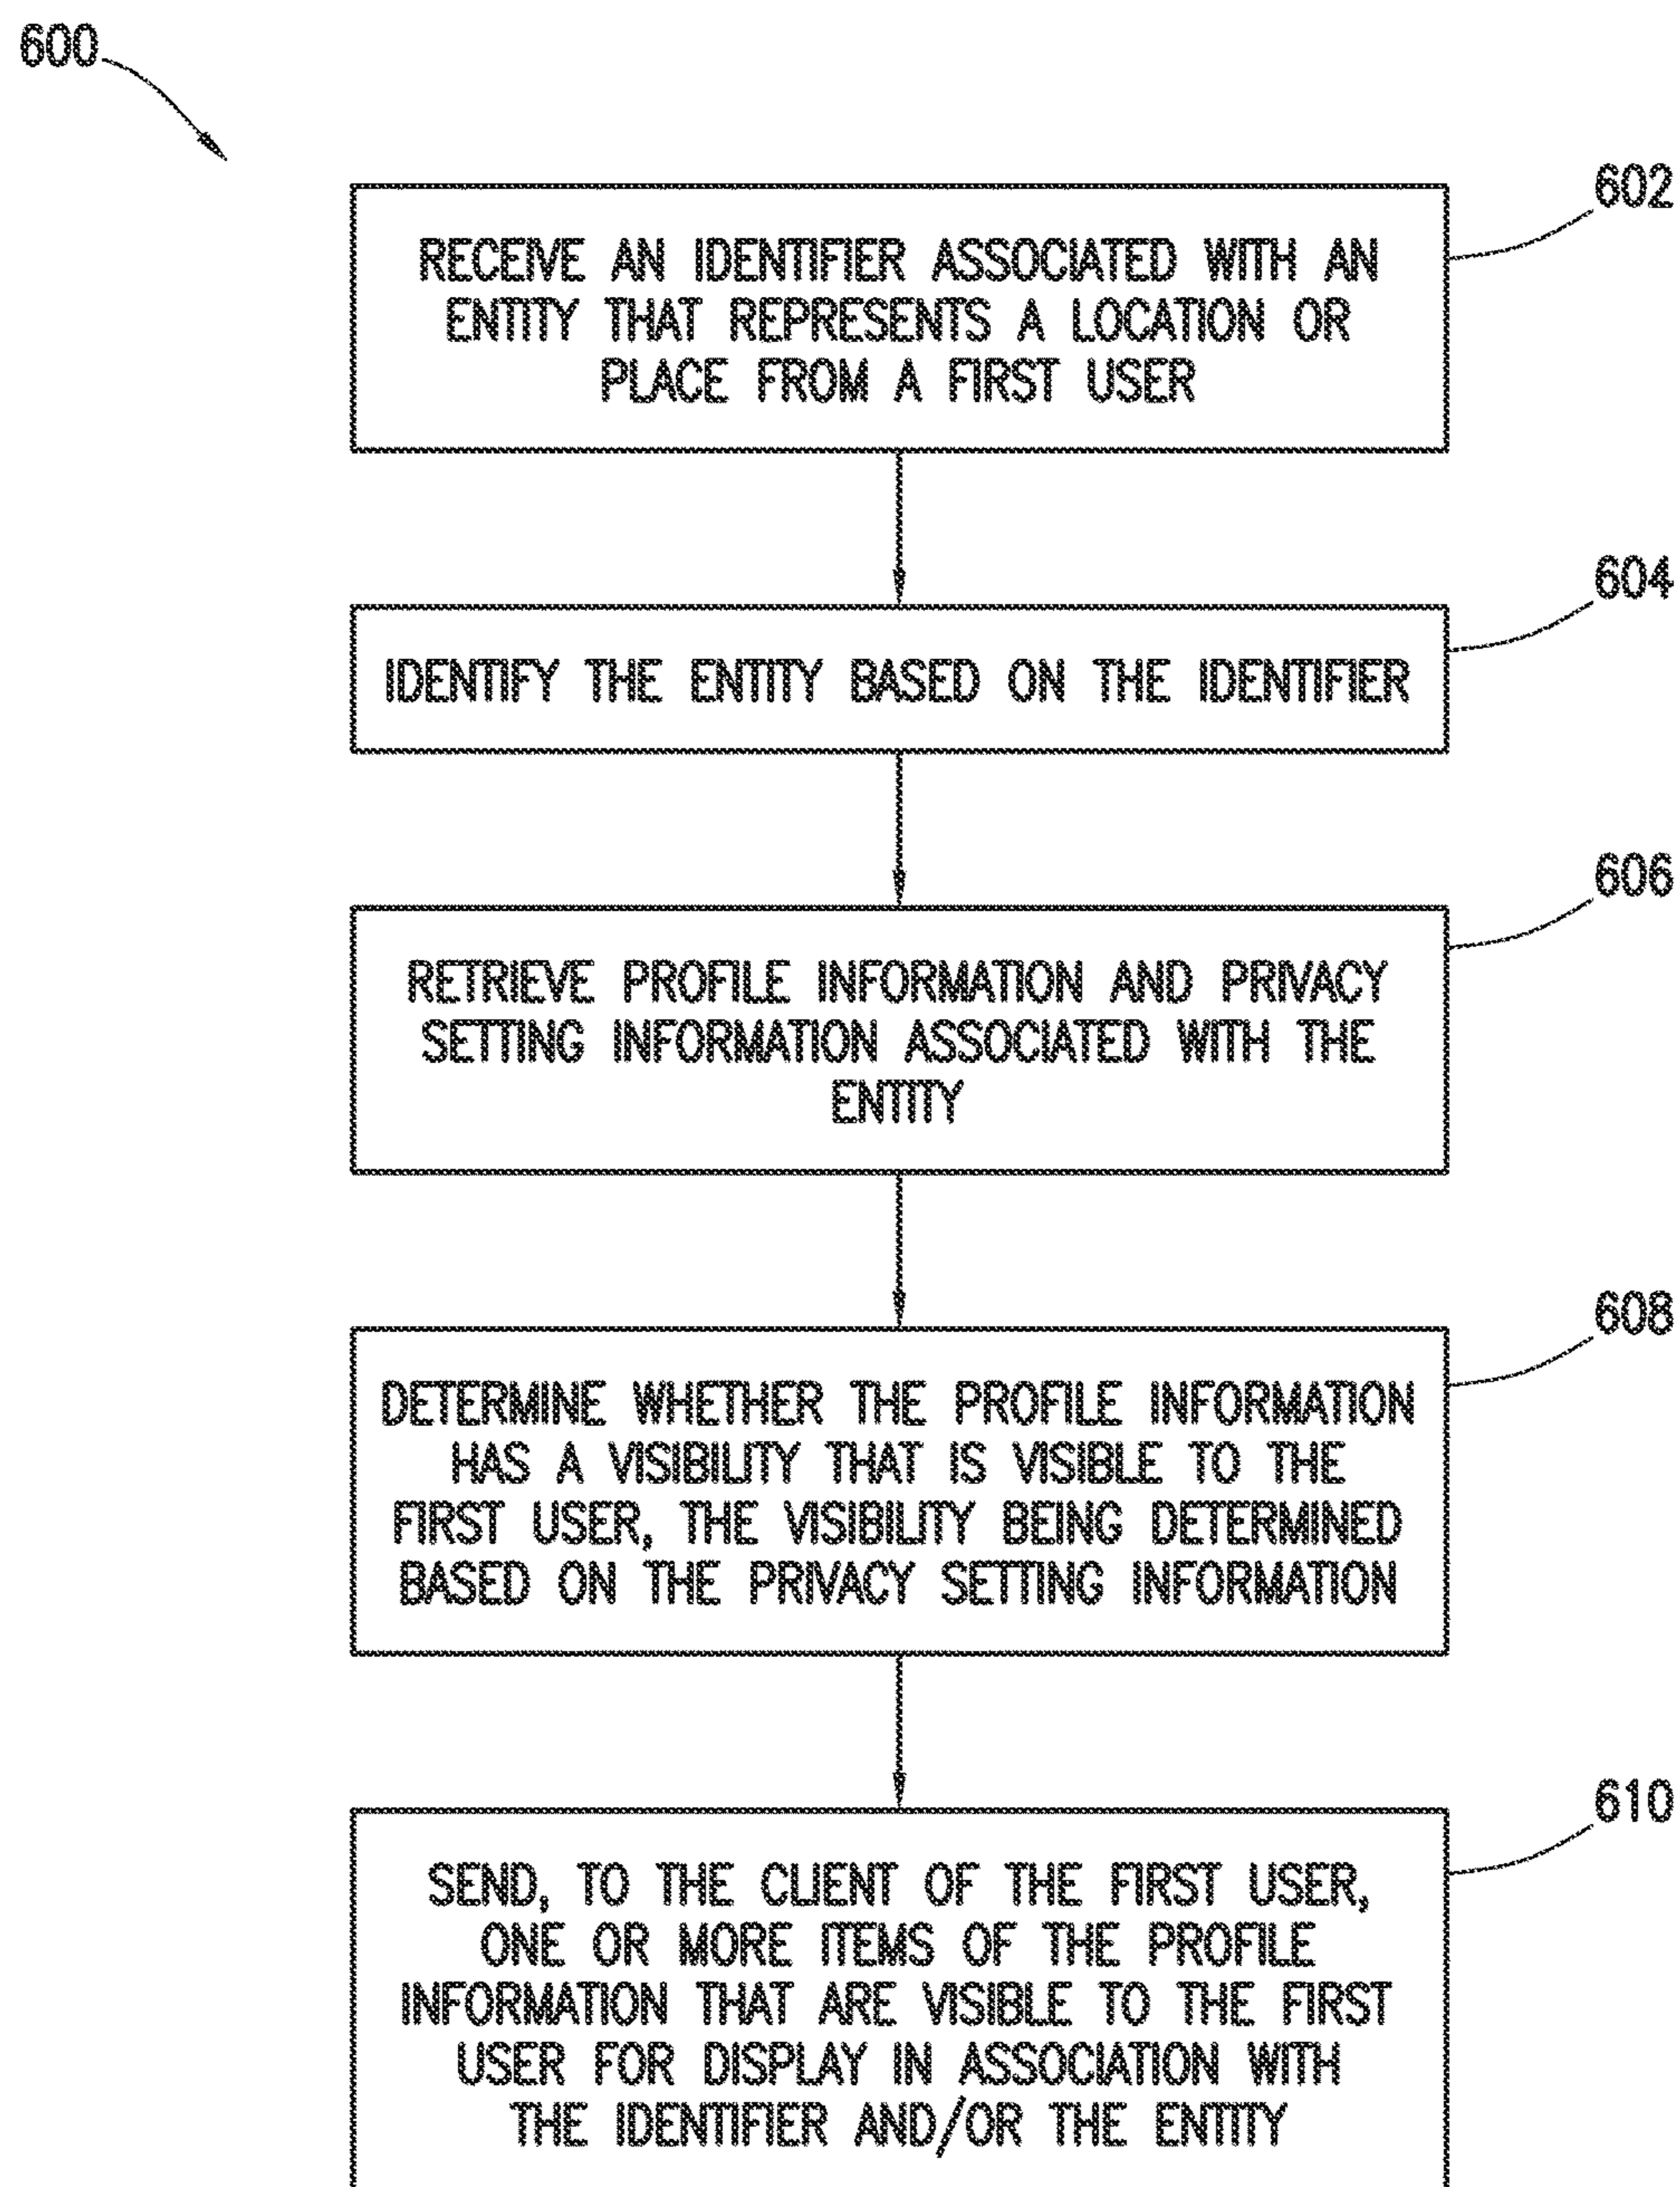 600
602
RECEIVE AN IDENTIFIER ASSOCIATED WITH AN
ENTITY THAT REPRESENTS A LOCATION OR
PLACE FROM A FIRST USER
604
IDENTIFY THE ENTITY BASED ON THE IDENTIFIER
606
RETRIEVE PROFILE INFORMATION AND PRIVACY
SETTING INFORMATION ASSOCIATED WITH THE
ENTITY
608
DETERMINE WHETHER THE PROFILE INFORMATION
HAS A VISIBILITY THAT IS VISIBLE TO THE
FIRST USER, THE VISIBILITY BEING DETERMINED
BASED ON THE PRIVACY SETTING INFORMATION
610
SEND, TO THE CLIENT OF THE FIRST USER,
ONE OR MORE ITEMS OF THE PROFILE
INFORMATION THAT ARE VISIBLE TO THE FIRST
USER FOR DISPLAY IN ASSOCIATION WITH
THE IDENTIFIER AND/OR THE ENTITY